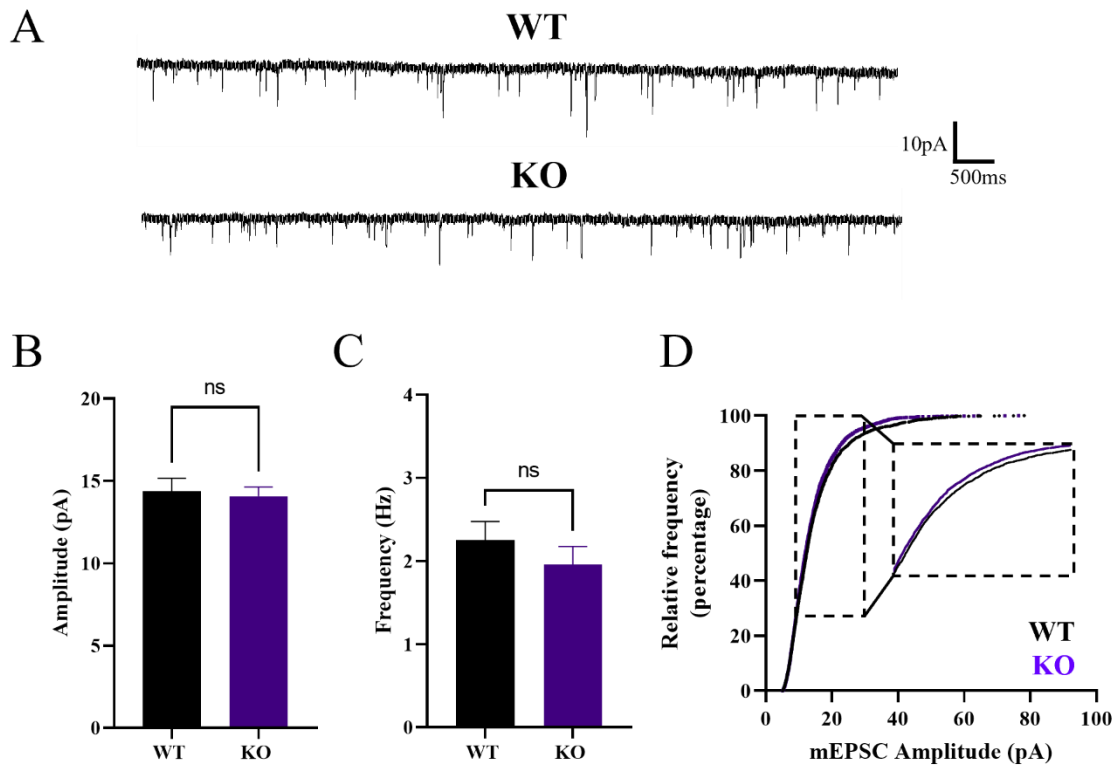 A
WT
10pA
500ms
KO
B
C
D
ns
20
15
10
5
0
Amplitude (pA)
WT
KO
ns
4
3
2
1
0
Frequency (Hz)
WT
KO
100
80
60
40
20
0
Relative frequency
(percentage)
WT
KO
0
20
40
60
80
100
mEPSC Amplitude (pA)